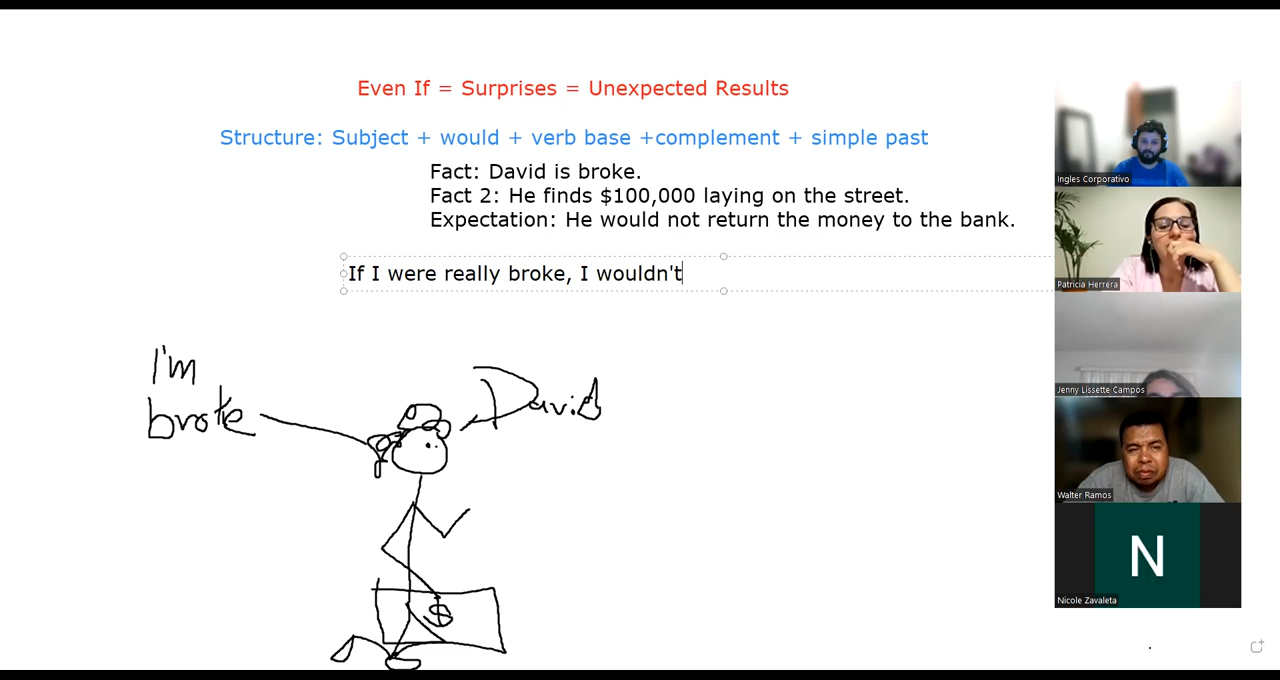 Even If = Surprises = Unexpected Results
Structure: Subject + would + verb base +complement + simple past
Fact: David is broke.
Fact 2: He finds $100,000 laying on the street.
Expectation: He would not return the money to the bank.
If I were really broke, I wouldn't
I'm
broke
David
$
Ingles Corporativo
Patricia Herrera
Jenny Lissette Campos
Walter Ramos
N
Nicole Zavaleta